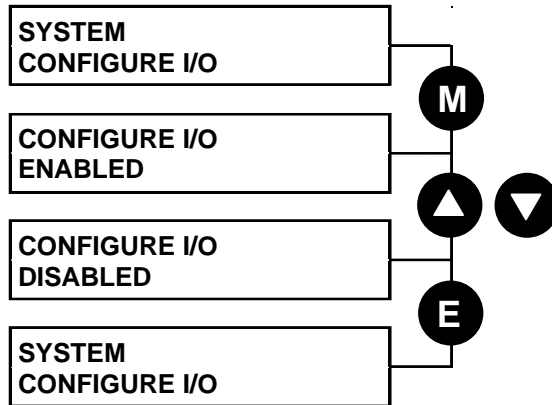 SYSTEM
CONFIGURE I/O
M
CONFIGURE I/O
ENABLED
CONFIGURE I/O
DISABLED
E
SYSTEM
CONFIGURE I/O